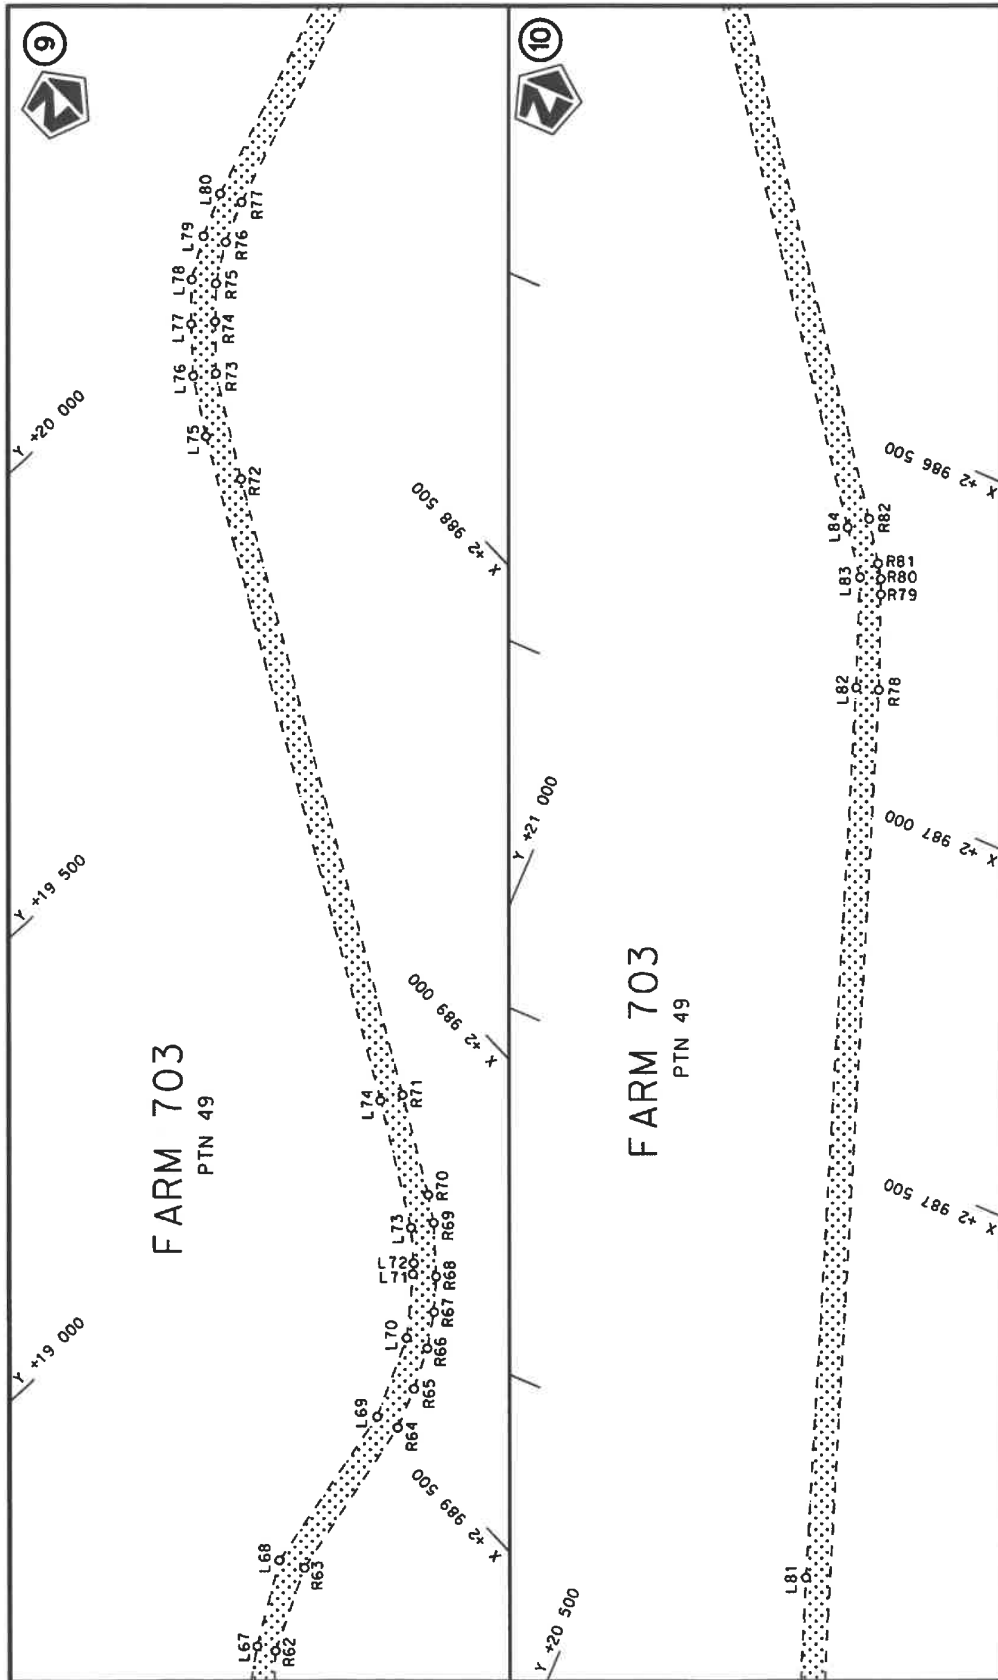 9
N
Y +20 000
Y +19 500
Y +19 000
FARM 703
PTN 49
L67
L68
L69
L70
L71
L72
L73
L74
L75
L76
L77
L78
L79
L80
R62
R63
R64
R65
R66
R67
R68
R69
R70
R71
R72
R73
R74
R75
R76
R77
X +2 989 500
X +2 989 000
X +2 988 500
10
N
Y +20 500
Y +21 000
FARM 703
PTN 49
L81
L82
L83
L84
R78
R79
R80
R81
R82
X +2 987 500
X +2 987 000
X +2 986 500